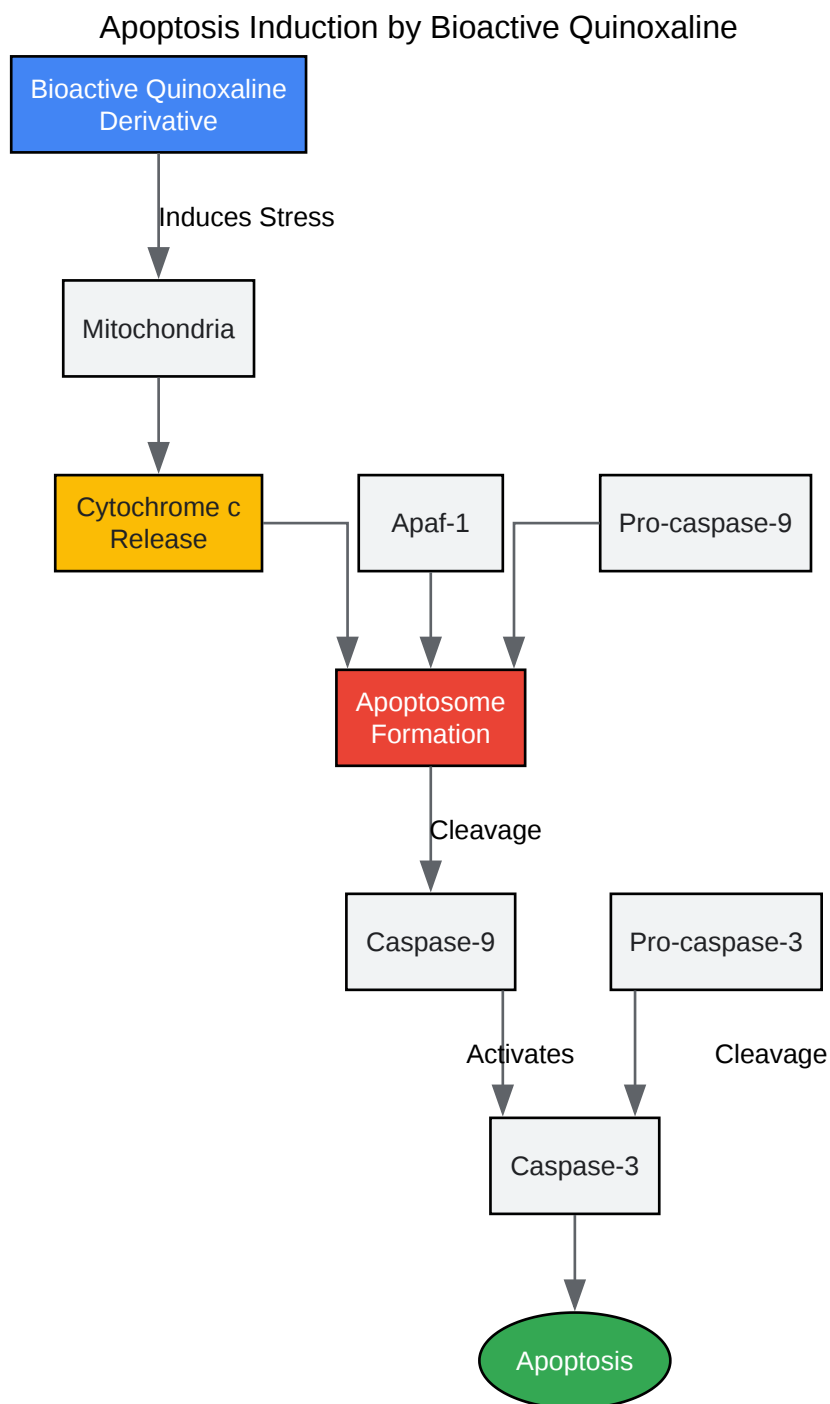 Apoptosis Induction by Bioactive Quinoxaline
Bioactive Quinoxaline
Derivative
Induces Stress
Mitochondria
Cytochrome c
Release
Apaf-1
Pro-caspase-9
Apoptosome
Formation
Cleavage
Caspase-9
Pro-caspase-3
Activates
Cleavage
Caspase-3
Apoptosis